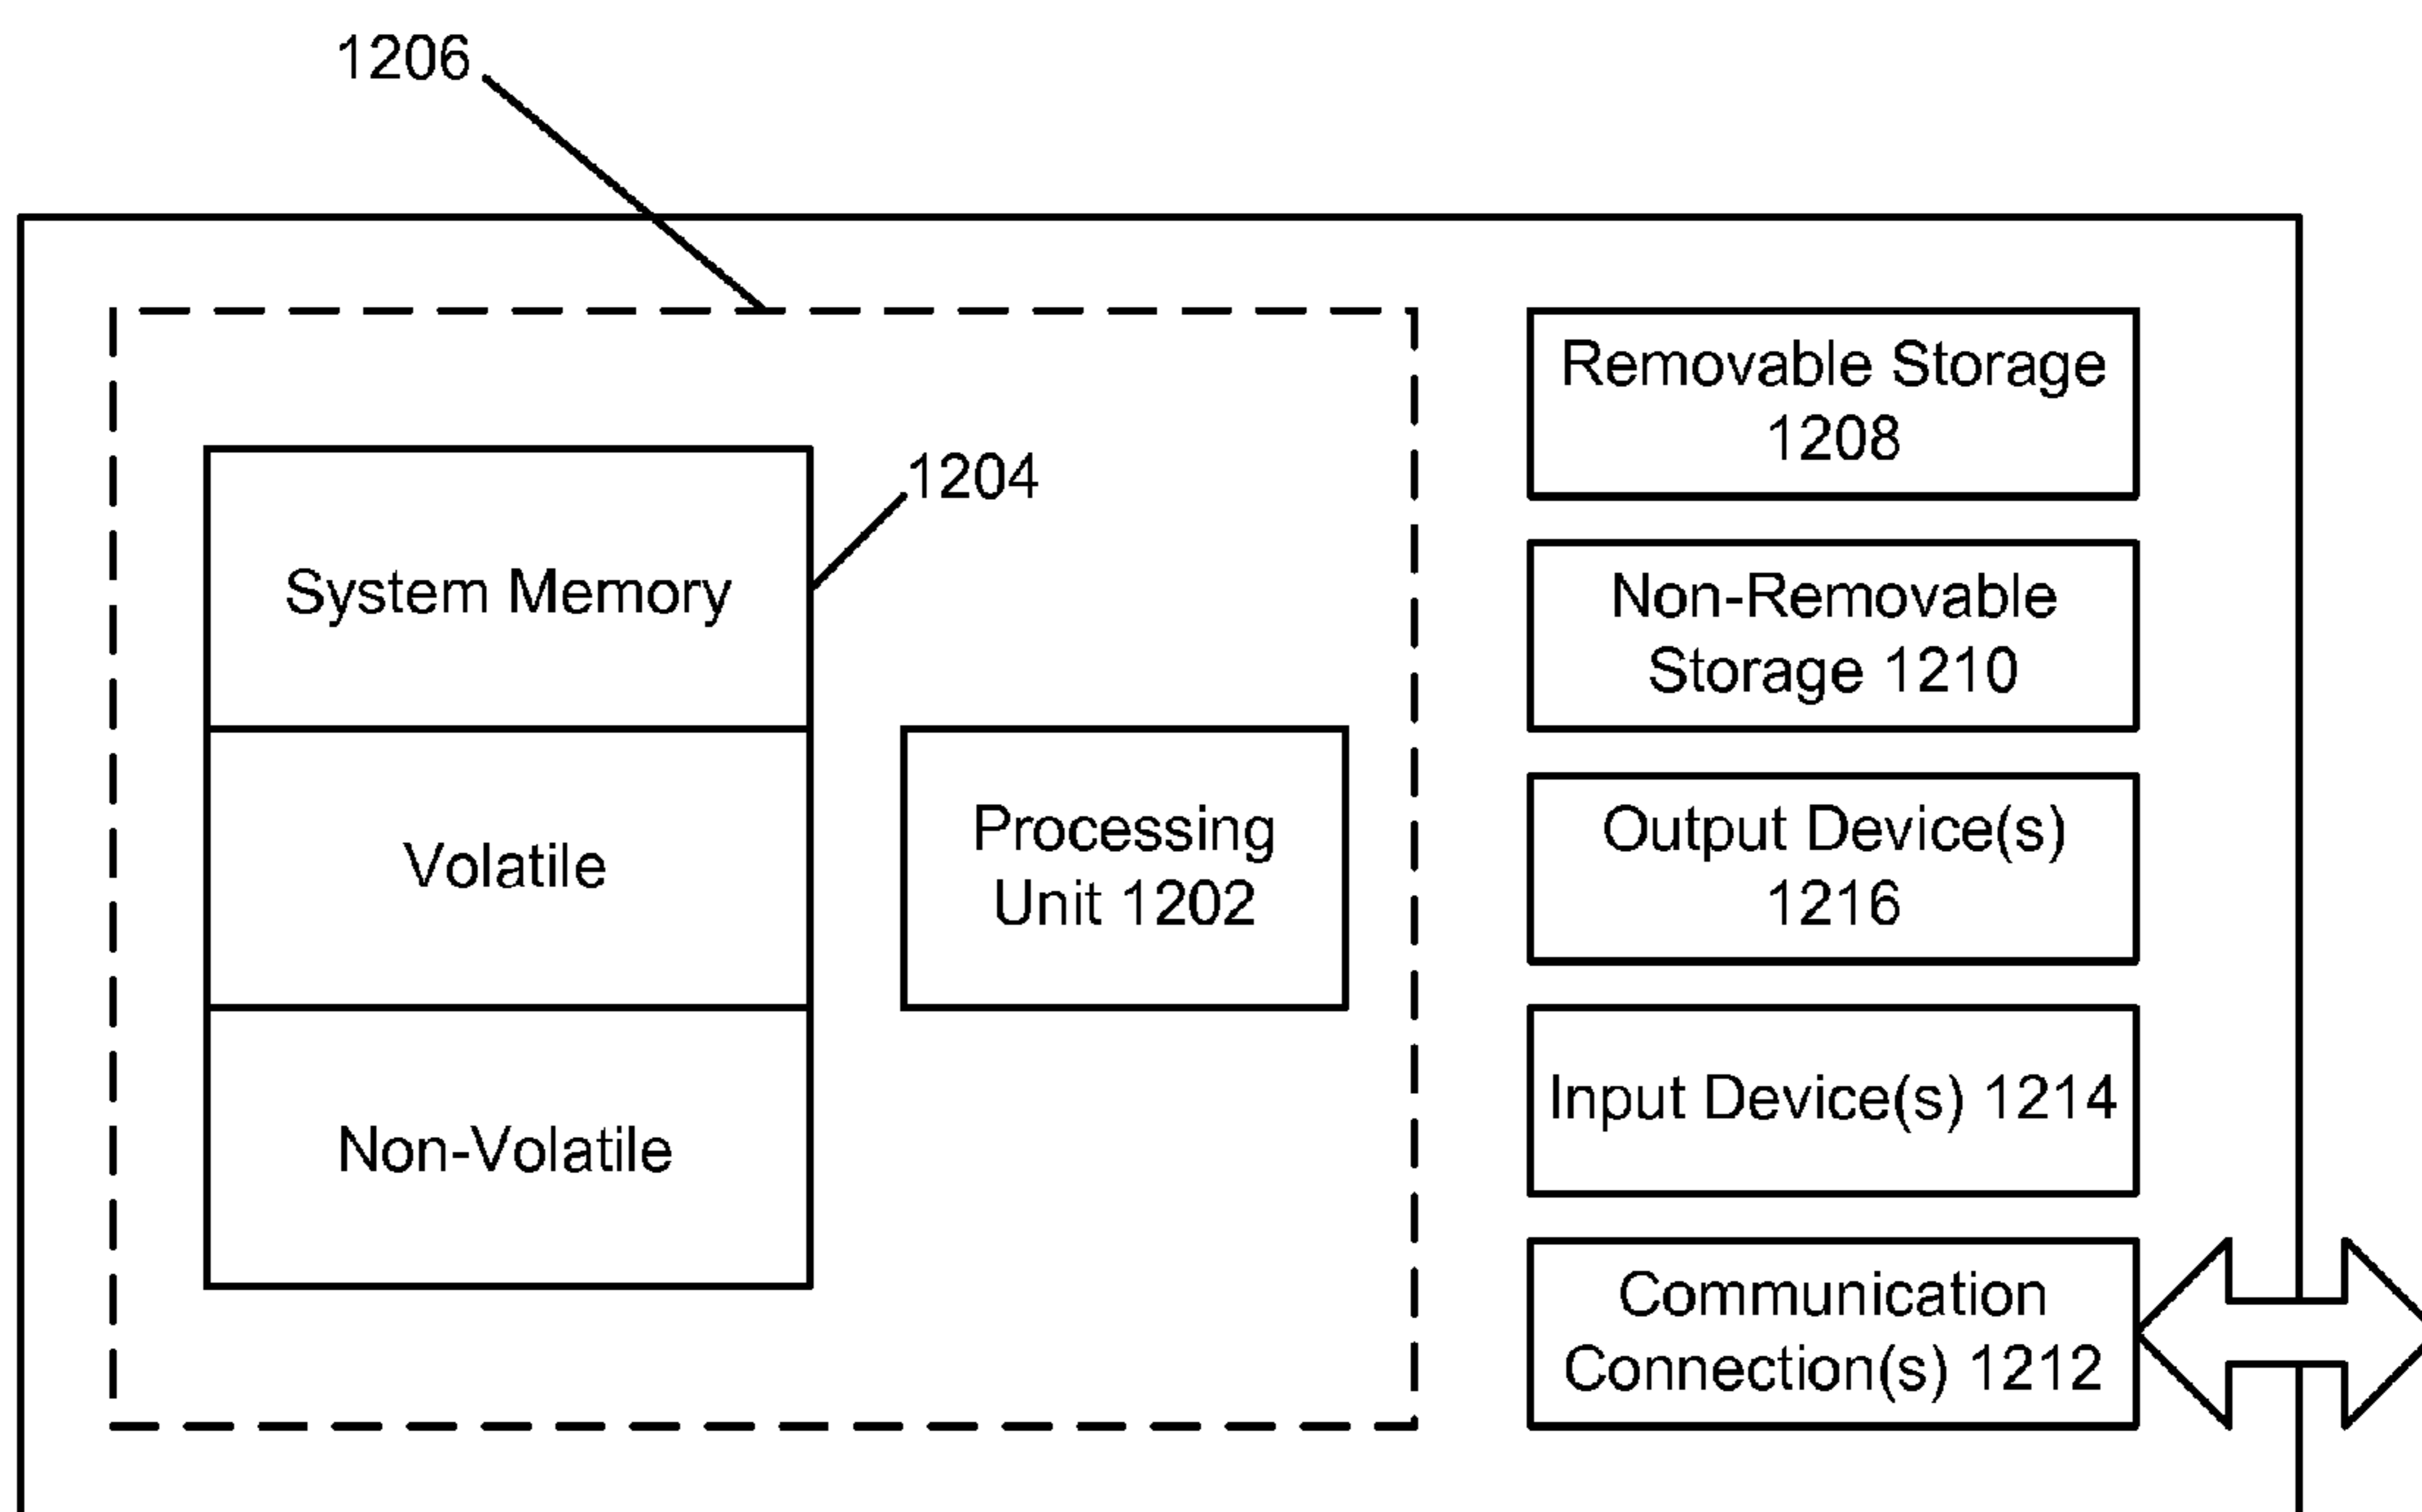 1206
1204
System Memory
Volatile
Non-Volatile
Processing
Unit 1202
Removable Storage
1208
Non-Removable
Storage 1210
Output Device(s)
1216
Input Device(s) 1214
Communication
Connection(s) 1212